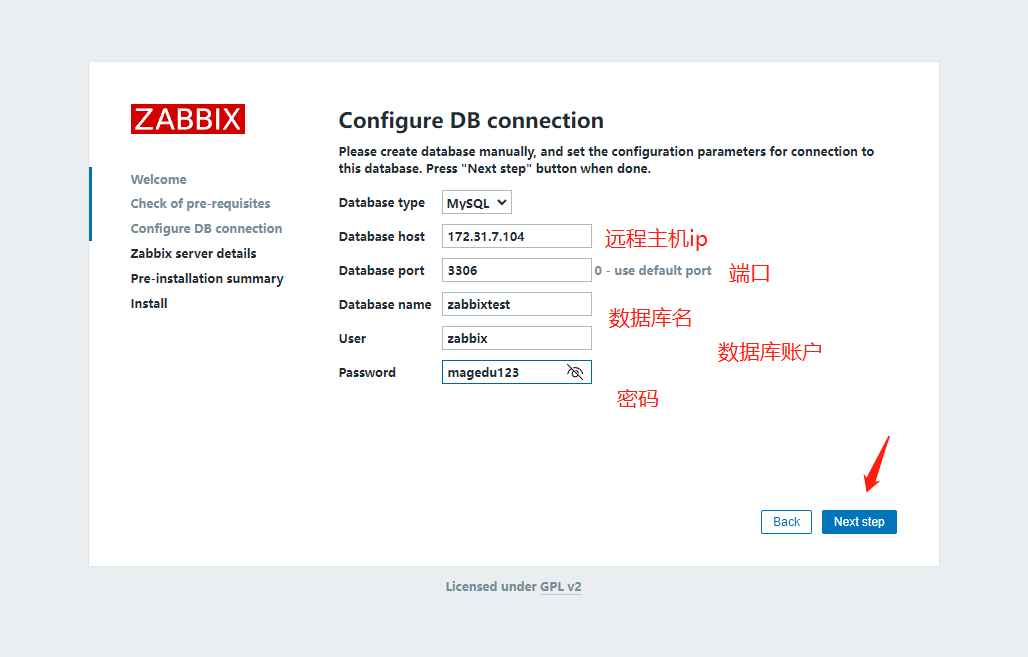 ZABBIX
Welcome
Check of pre-requisites
Configure DB connection
Zabbix server details
Pre-installation summary
Install
Configure DB connection
Please create database manually, and set the configuration parameters for connection to
this database. Press "Next step" button when done.
Database type MySQL
Database host 172.31.7.104 远程主机ip
Database port 3306 0 - use default port 端口
Database name zabbixtest 数据库名
User zabbix 数据库账户
Password magedu123
密码
Back Next step
Licensed under GPL v2